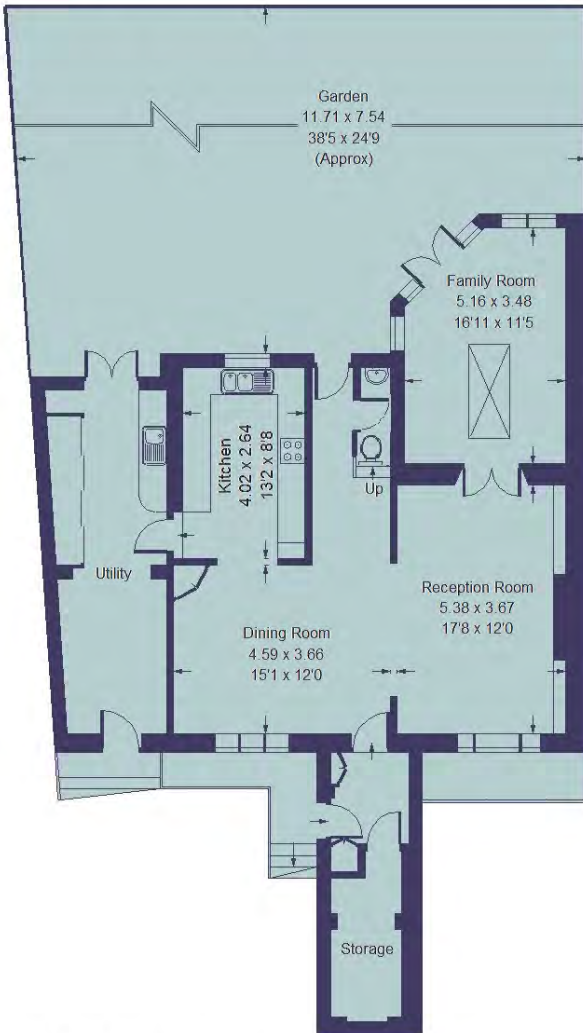 Garden
11.71 x 7.54
38'5 x 24'9
(Approx)
Family Room
5.16 x 3.48
16'11 x 11'5
Kitchen
4.02 x 2.64
13'2 x 8'8
Up
Utility
Reception Room
5.38 x 3.67
17'8 x 12'0
Dining Room
4.59 x 3.66
15'1 x 12'0
Storage